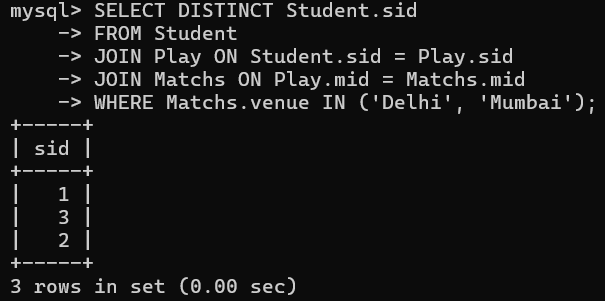 mysql> SELECT DISTINCT Student.sid
    -> FROM Student
    -> JOIN Play ON Student.sid = Play.sid
    -> JOIN Matchs ON Play.mid = Matchs.mid
    -> WHERE Matchs.venue IN ('Delhi', 'Mumbai');
+-----+
| sid |
+-----+
|   1 |
|   3 |
|   2 |
+-----+
3 rows in set (0.00 sec)